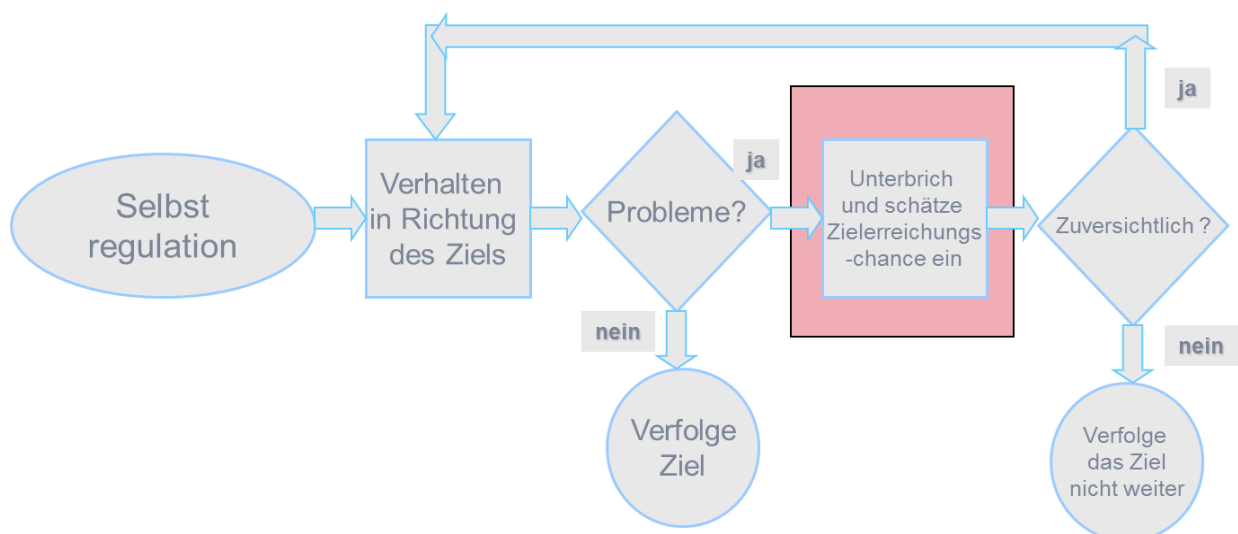 Selbst
regulation
Verhalten
in Richtung
des Ziels
Probleme?
ja
nein
Verfolge
Ziel
Unterbrich
und schätze
Zielerreichungs
-chance ein
Zuversichtlich ?
ja
nein
Verfolge
das Ziel
nicht weiter